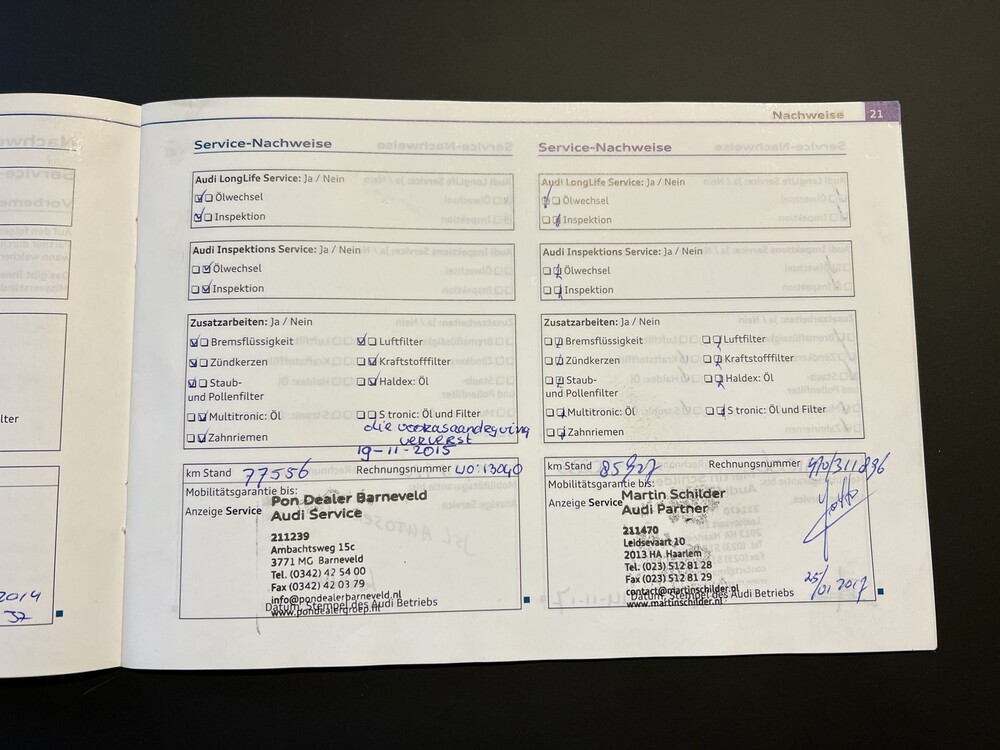 Nachweise 21
Service-Nachweise
Audi LongLife Service: Ja / Nein
Ölwechsel
Inspektion
Audi Inspektions Service: Ja / Nein
Ölwechsel
Inspektion
Zusatzarbeiten: Ja / Nein
Bremsflüssigkeit Luftfilter
Zündkerzen Kraftstofffilter
Staub- Haldex: Öl
und Pollenfilter
Multitronic: Öl S tronic: Öl und Filter
Zahnriemen
19-11-2015
km Stand 77556 Rechnungsnummer WO: 13040
Mobilitätsgarantie bis:
Anzeige Service
Pon Dealer Barneveld
Audi Service
211239
Ambachtsweg 15c
3771 MG Barneveld
Tel. (0342) 42 54 00
Fax (0342) 42 03 79
info@pondealerbarneveld.nl
Datum, Stempel des Audi Betriebs
www.pondealergroep.nl
Service-Nachweise
Audi LongLife Service: Ja / Nein
Ölwechsel
Inspektion
Audi Inspektions Service: Ja / Nein
Ölwechsel
Inspektion
Zusatzarbeiten: Ja / Nein
Bremsflüssigkeit Luftfilter
Zündkerzen Kraftstofffilter
Staub- Haldex: Öl
und Pollenfilter
Multitronic: Öl S tronic: Öl und Filter
Zahnriemen
km Stand 85927 Rechnungsnummer
Mobilitätsgarantie bis:
Anzeige Service
Martin Schilder
Audi Partner
211470
Leidsevaart 10
2013 HA Haarlem
Tel. (023) 512 81 28
Fax (023) 512 81 29
contact@martinschilder.nl
Datum, Stempel des Audi Betriebs
www.martinschilder.nl
25/01 2017
lter
2014